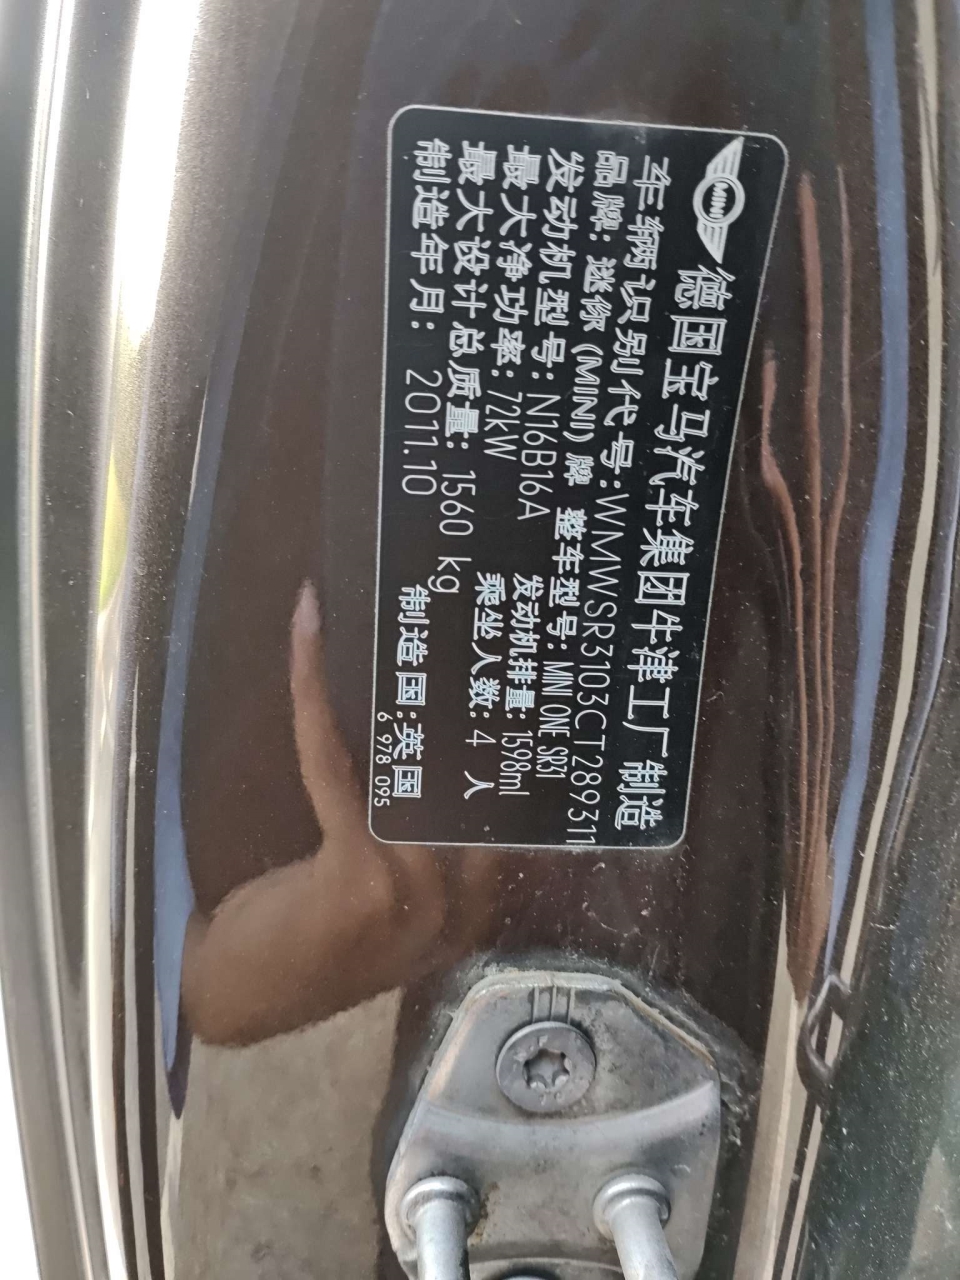 MINI 德国宝马汽车集团牛津工厂 制造
车辆识别代号:WMWSR3103CT289311
品牌:迷你(MINI)牌 整车型号:MINI ONE SR31
发动机型号:N16B16A 发动机排量:1598ml
最大净功率:72kW 乘坐人数:4 人
最大设计总质量:1560 kg
制造年月:2011.10 制造国:英国
6 978 095